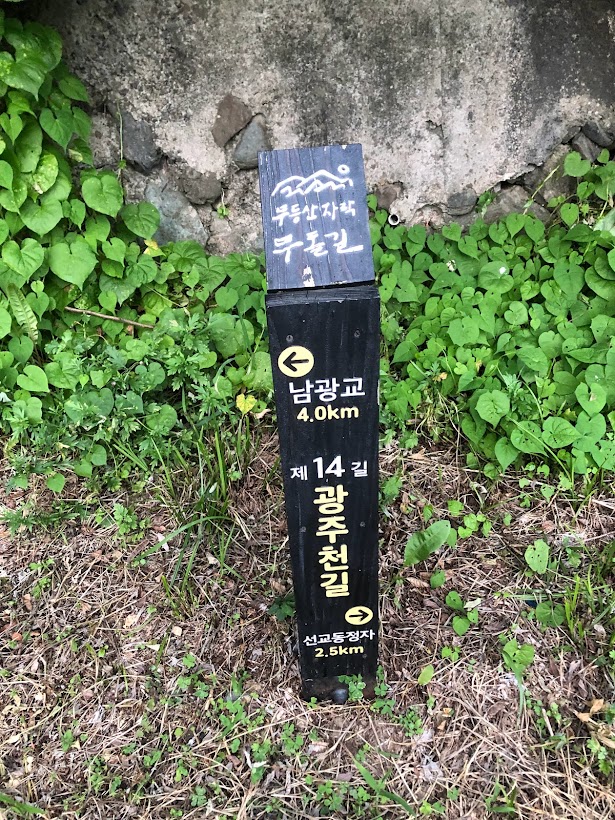 무등산자락
무돌길
남광교
4.0km
제 14 길
광주천길
선교동정자
2.5km